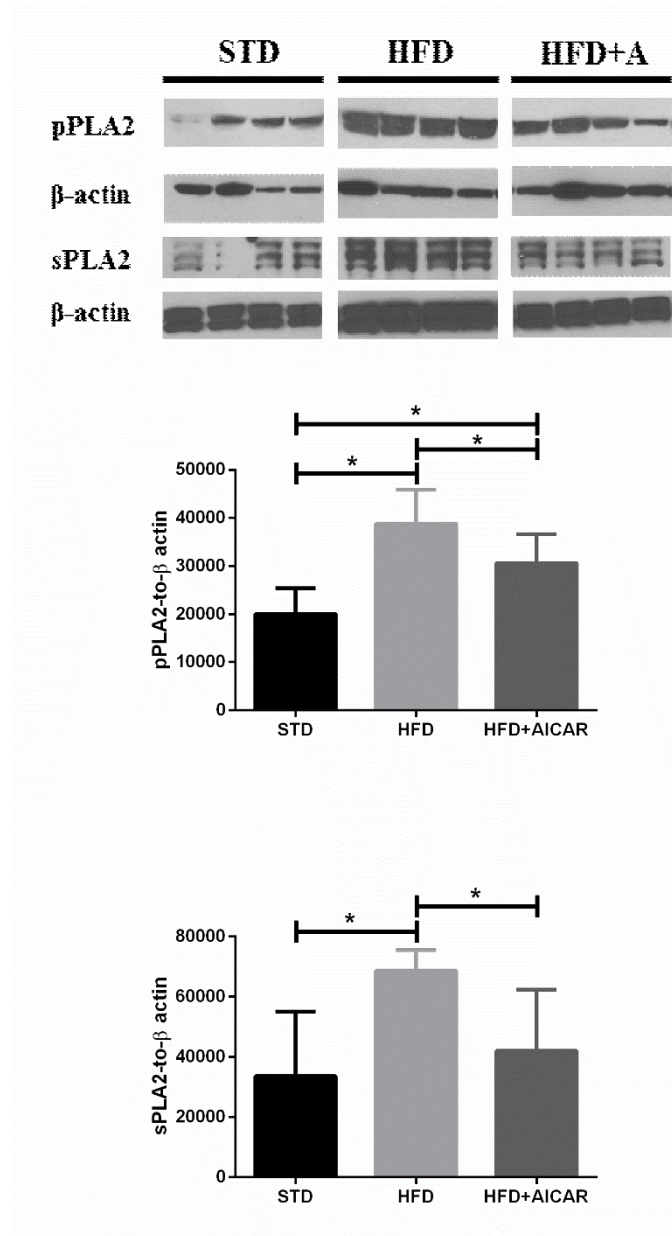 STD HFD HFD+A
pPLA2
β-actin
sPLA2
β-actin
*
* *
50000
40000
30000
20000
10000
0
pPLA2-to-β actin
STD HFD HFD+AICAR
* *
80000
60000
40000
20000
0
sPLA2-to-β actin
STD HFD HFD+AICAR